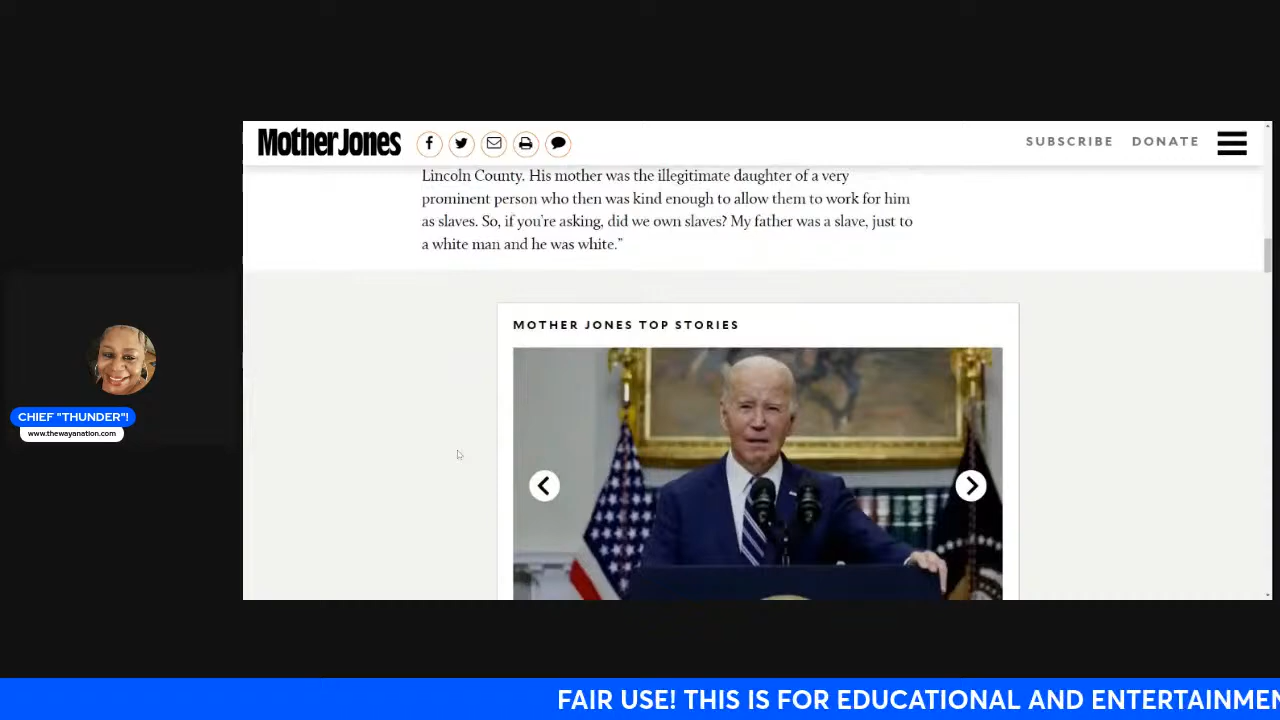 Mother Jones
SUBSCRIBE DONATE
Lincoln County. His mother was the illegitimate daughter of a very
prominent person who then was kind enough to allow them to work for him
as slaves. So, if you're asking, did we own slaves? My father was a slave, just to
a white man and he was white.”
MOTHER JONES TOP STORIES
CHIEF "THUNDER"!
www.thewayanation.com
FAIR USE! THIS IS FOR EDUCATIONAL AND ENTERTAINMEN